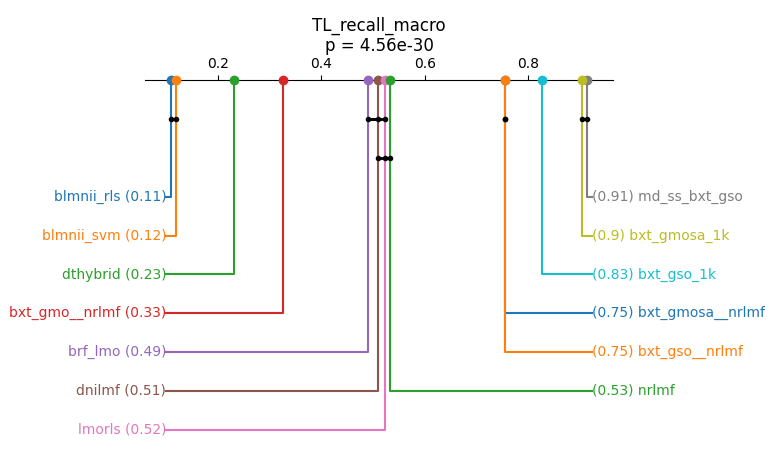 TL_recall_macro
p = 4.56e-30
0.2 0.4 0.6 0.8
blmnii_rls (0.11) (0.91) md_ss_bxt_gso
blmnii_svm (0.12) (0.9) bxt_gmosa_1k
dthybrid (0.23) (0.83) bxt_gso_1k
bxt_gmo__nrlmf (0.33) (0.75) bxt_gmosa__nrlmf
brf_lmo (0.49) (0.75) bxt_gso__nrlmf
dnilmf (0.51) (0.53) nrlmf
lmorls (0.52)